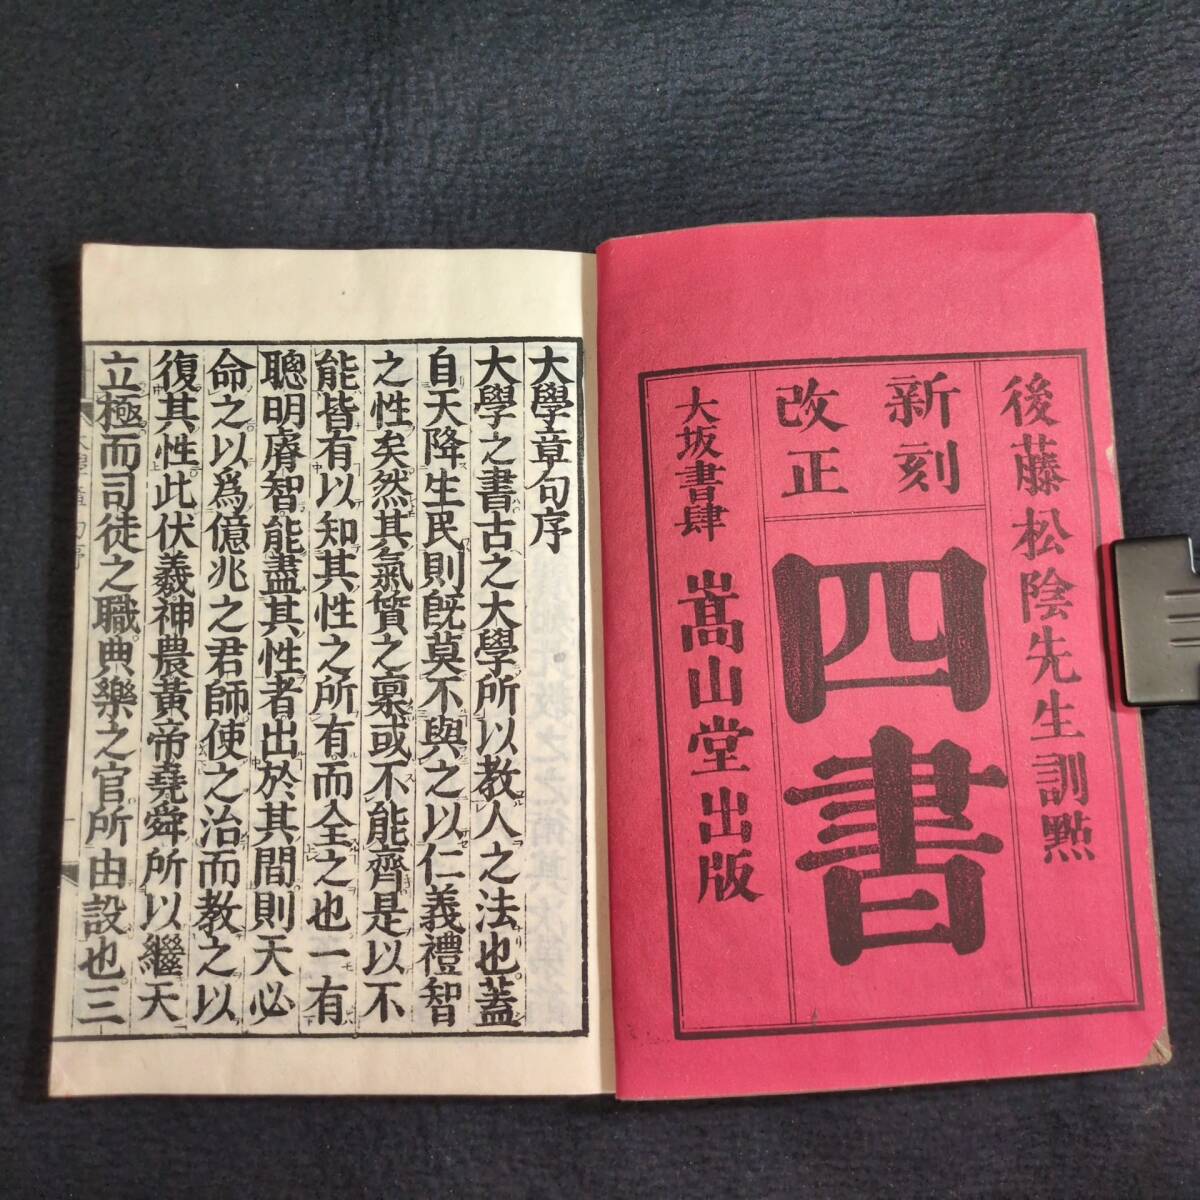 後藤松陰先生訓點
新刻
改正
四書
大坂書肆 嵩山堂出版
大學章句序
大學之書古之大學所以教人之法也蓋
自天降生民則既莫不與之以仁義禮智
之性矣然其氣質之稟或不能齊是以不
能皆有以知其性之所有而全之也一有
聰明睿智能盡其性者出於其間則天必
命之以爲億兆之君師使之治而教之以
復其性此伏羲神農黃帝堯舜所以繼天
立極而司徒之職典樂之官所由設也三